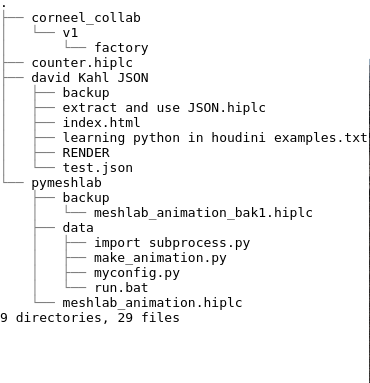 .
├── corneel_collab
│   └── v1
│       └── factory
├── counter.hiplc
├── david Kahl JSON
│   ├── backup
│   ├── extract and use JSON.hiplc
│   ├── index.html
│   ├── learning python in houdini examples.txt
│   ├── RENDER
│   └── test.json
└── pymeshlab
    ├── backup
    │   └── meshlab_animation_bak1.hiplc
    ├── data
    │   ├── import subprocess.py
    │   ├── make_animation.py
    │   ├── myconfig.py
    │   └── run.bat
    └── meshlab_animation.hiplc
9 directories, 29 files